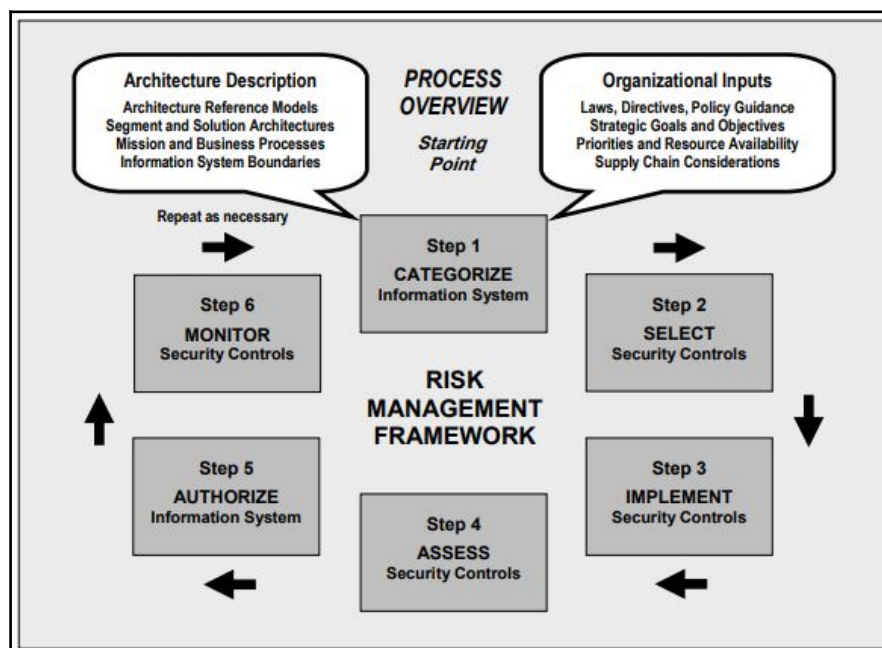 Architecture Description
Architecture Reference Models
Segment and Solution Architectures
Mission and Business Processes
Information System Boundaries
PROCESS
OVERVIEW
Starting
Point
Organizational Inputs
Laws, Directives, Policy Guidance
Strategic Goals and Objectives
Priorities and Resource Availability
Supply Chain Considerations
Repeat as necessary
Step 1
CATEGORIZE
Information System
Step 2
SELECT
Security Controls
Step 3
IMPLEMENT
Security Controls
Step 4
ASSESS
Security Controls
Step 5
AUTHORIZE
Information System
Step 6
MONITOR
Security Controls
RISK
MANAGEMENT
FRAMEWORK